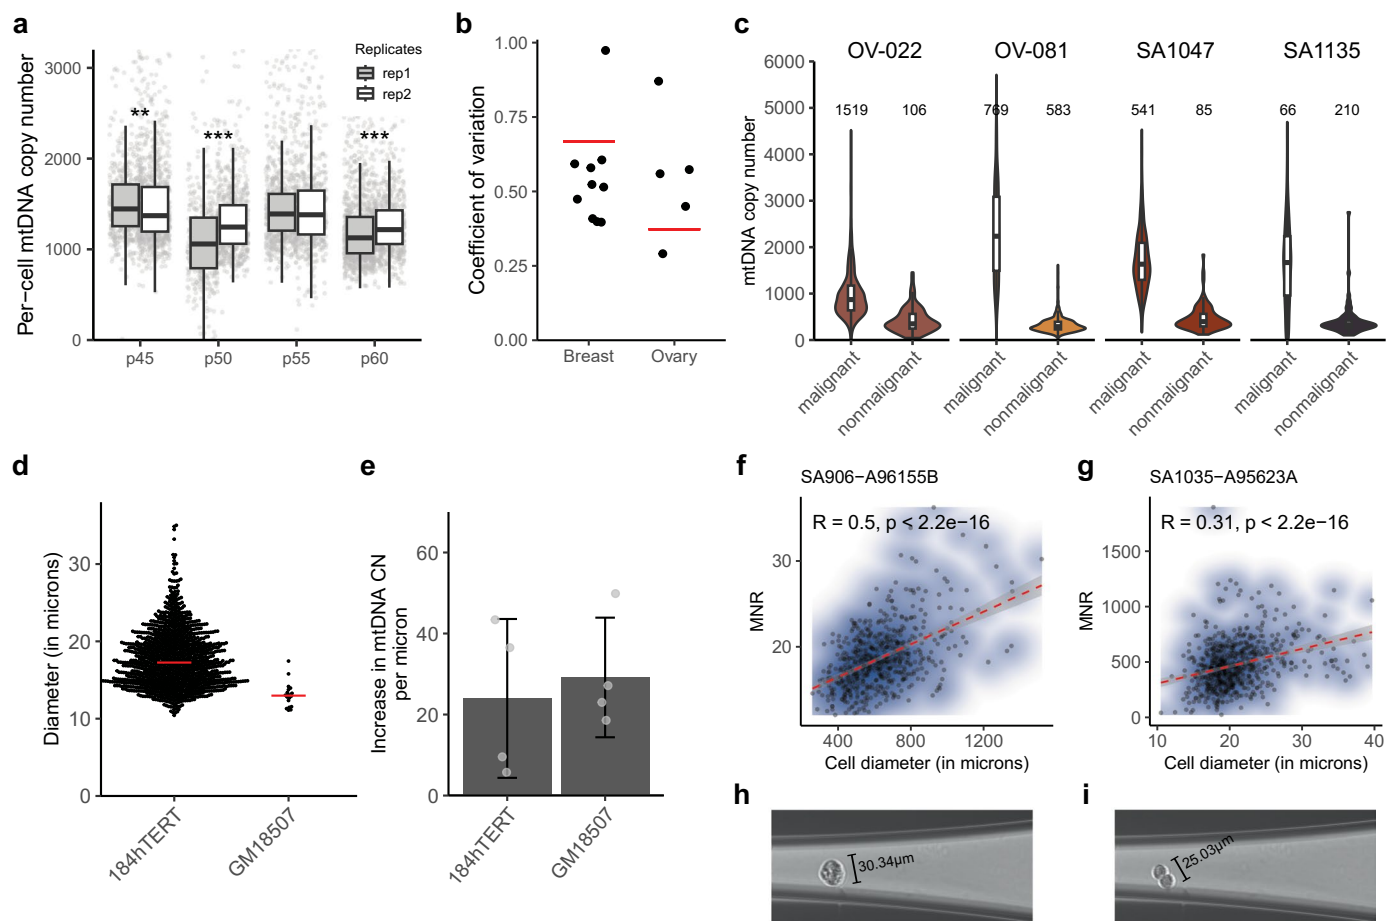 a
Per−cell mtDNA copy number
3000
2000
1000
0
Replicates
rep1
rep2
**
***
***
p45
p50
p55
p60
b
Coefficient of variation
1.00
0.75
0.50
0.25
0.00
Breast
Ovary
c
mtDNA copy number
6000
5000
4000
3000
2000
1000
0
OV-022
OV-081
SA1047
SA1135
1519
106
769
583
541
85
66
210
malignant
nonmalignant
malignant
nonmalignant
malignant
nonmalignant
malignant
nonmalignant
d
Diameter (in microns)
30
20
10
0
184hTERT
GM18507
e
Increase in mtDNA CN
per micron
60
40
20
0
184hTERT
GM18507
f
SA906−A96155B
R = 0.5, p < 2.2e−16
MNR
30
20
400
800
1200
Cell diameter (in microns)
g
SA1035−A95623A
R = 0.31, p < 2.2e−16
MNR
1500
1000
500
0
10
20
30
40
Cell diameter (in microns)
h
30.34µm
i
25.03µm